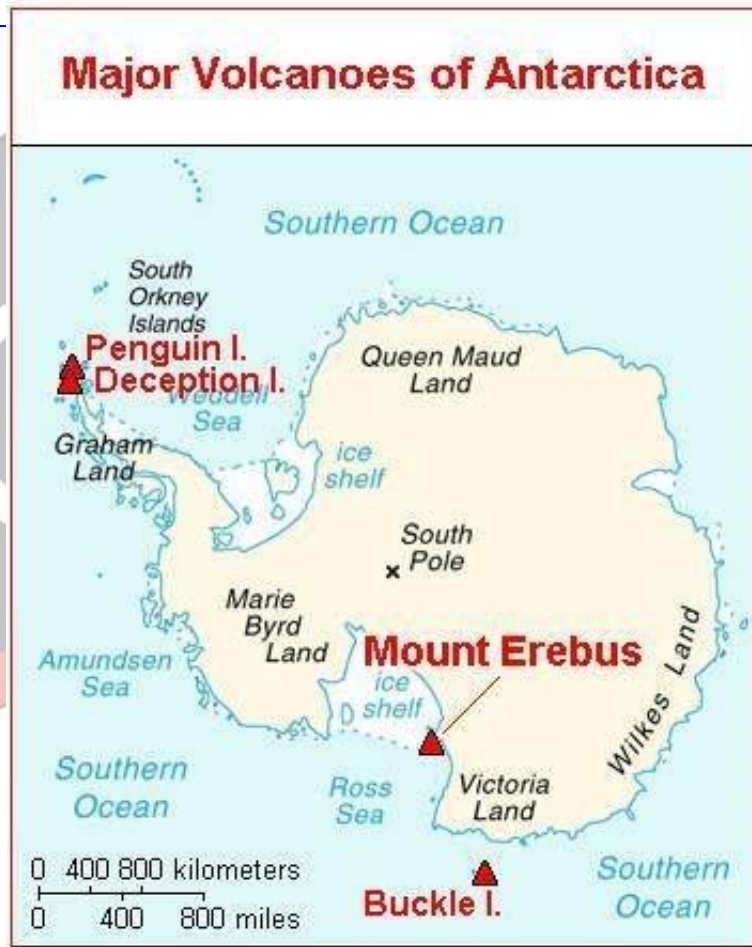 Major Volcanoes of Antarctica
Southern Ocean
South
Orkney
Islands
Penguin I.
Deception I.
Weddell
Sea
Queen Maud
Land
Graham
Land
ice
shelf
South
Pole
x
Marie
Byrd
Land
Mount Erebus
Amundsen
Sea
ice
shelf
Wilkes Land
Southern
Ocean
Ross
Sea
Victoria
Land
0 400 800 kilometers
0 400 800 miles
Buckle I.
Southern
Ocean